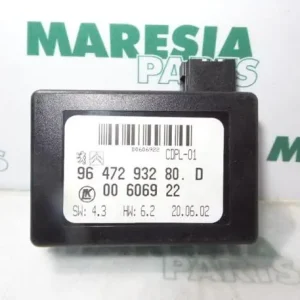 MARESIA
PARTS
00606922
CDPL-01
96 472 932 80. D
00 6069 22
SW: 4.3 HW: 6.2 20.06.02